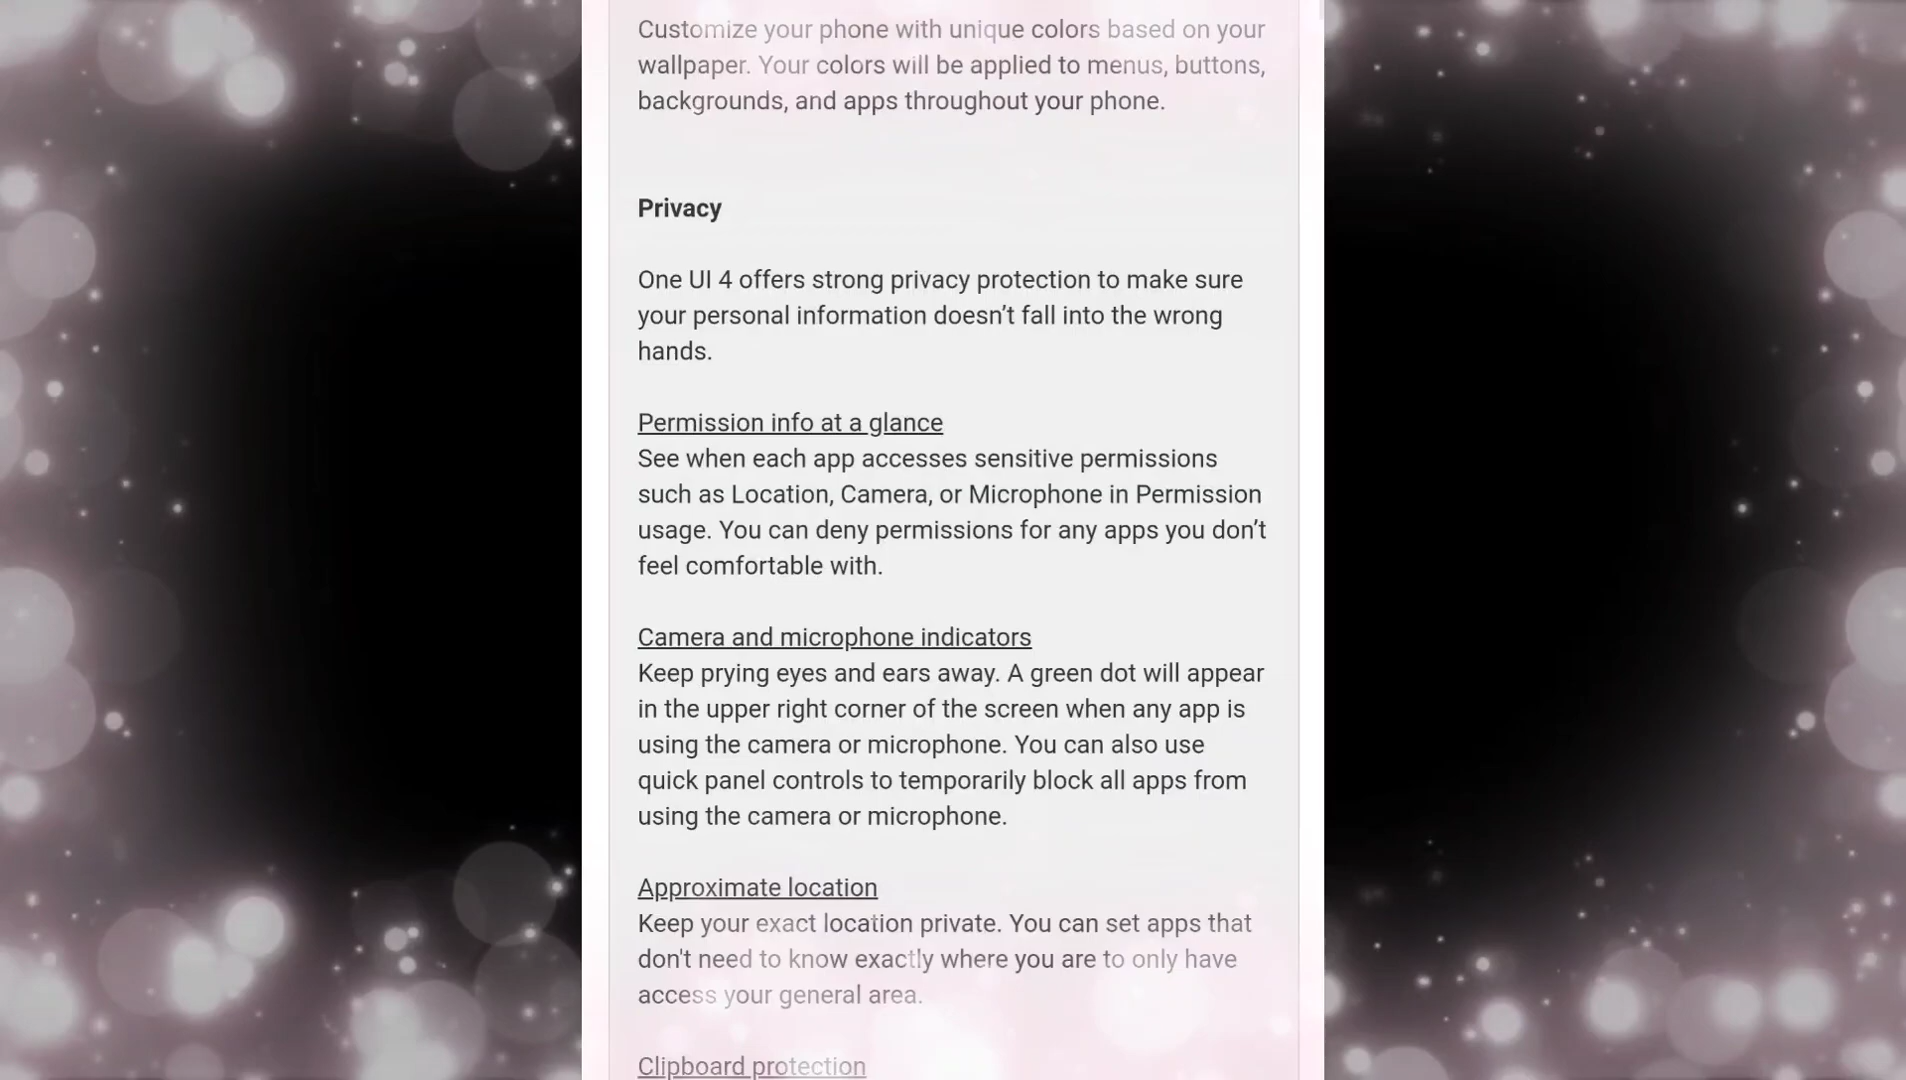 Customize your phone with unique colors based on your
wallpaper. Your colors will be applied to menus, buttons,
backgrounds, and apps throughout your phone.
Privacy
One UI 4 offers strong privacy protection to make sure
your personal information doesn’t fall into the wrong
hands.
Permission info at a glance
See when each app accesses sensitive permissions
such as Location, Camera, or Microphone in Permission
usage. You can deny permissions for any apps you don’t
feel comfortable with.
Camera and microphone indicators
Keep prying eyes and ears away. A green dot will appear
in the upper right corner of the screen when any app is
using the camera or microphone. You can also use
quick panel controls to temporarily block all apps from
using the camera or microphone.
Approximate location
Keep your exact location private. You can set apps that
don't need to know exactly where you are to only have
access your general area.
Clipboard protection